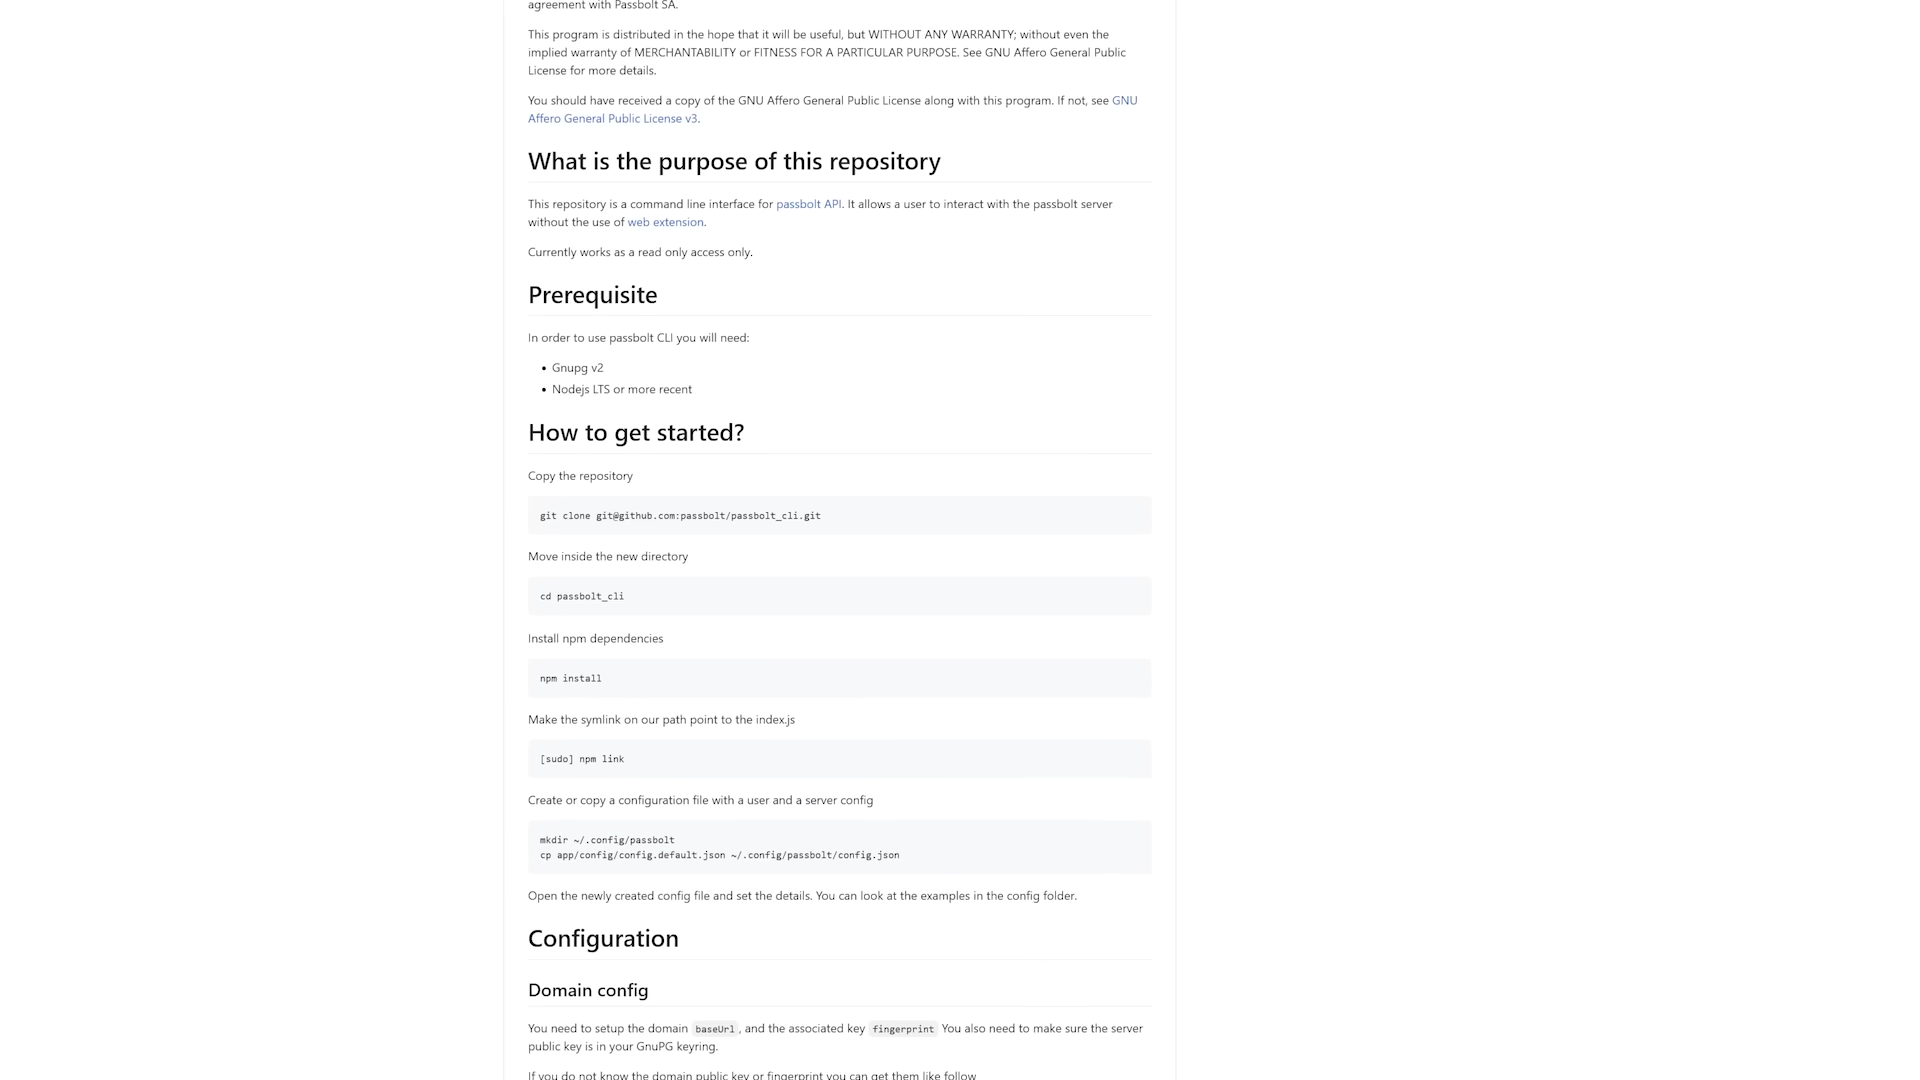 agreement with Passbolt SA.
This program is distributed in the hope that it will be useful, but WITHOUT ANY WARRANTY; without even the
implied warranty of MERCHANTABILITY or FITNESS FOR A PARTICULAR PURPOSE. See GNU Affero General Public
License for more details.
You should have received a copy of the GNU Affero General Public License along with this program. If not, see GNU
Affero General Public License v3.
What is the purpose of this repository
This repository is a command line interface for passbolt API. It allows a user to interact with the passbolt server
without the use of web extension.
Currently works as a read only access only.
Prerequisite
In order to use passbolt CLI you will need:
• Gnupg v2
• Nodejs LTS or more recent
How to get started?
Copy the repository
git clone git@github.com:passbolt/passbolt_cli.git
Move inside the new directory
cd passbolt_cli
Install npm dependencies
npm install
Make the symlink on our path point to the index.js
[sudo] npm link
Create or copy a configuration file with a user and a server config
mkdir ~/.config/passbolt
cp app/config/config.default.json ~/.config/passbolt/config.json
Open the newly created config file and set the details. You can look at the examples in the config folder.
Configuration
Domain config
You need to setup the domain baseUrl, and the associated key fingerprint You also need to make sure the server
public key is in your GnuPG keyring.
If you do not know the domain public key or fingerprint you can get them like follow